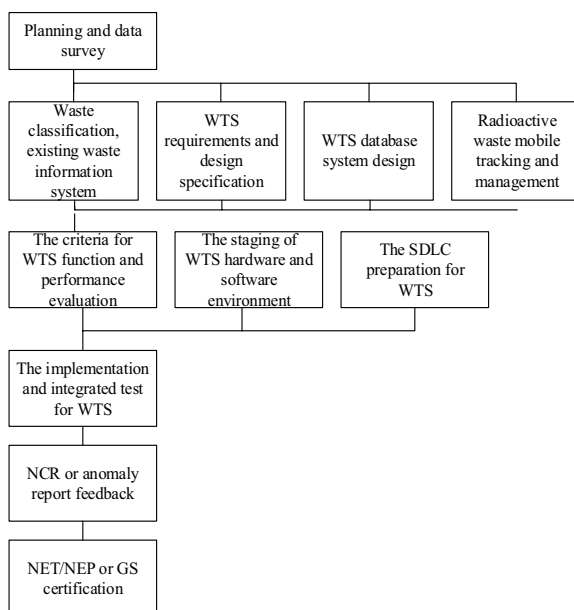 Planning and data
survey
Waste
classification,
existing waste
information
system
WTS
requirements and
design
specification
WTS database
system design
Radioactive
waste mobile
tracking and
management
The criteria for
WTS function and
performance
evaluation
The staging of
WTS hardware and
software
environment
The SDLC
preparation for
WTS
The implementation
and integrated test
for WTS
NCR or anomaly
report feedback
NET/NEP or GS
certification